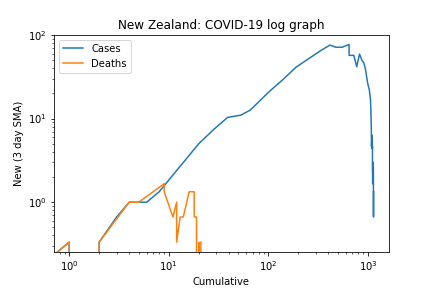 New Zealand: COVID-19 log graph
Cases
Deaths
New (3 day SMA)
10²
10¹
10⁰
10⁰ 10¹ 10² 10³
Cumulative